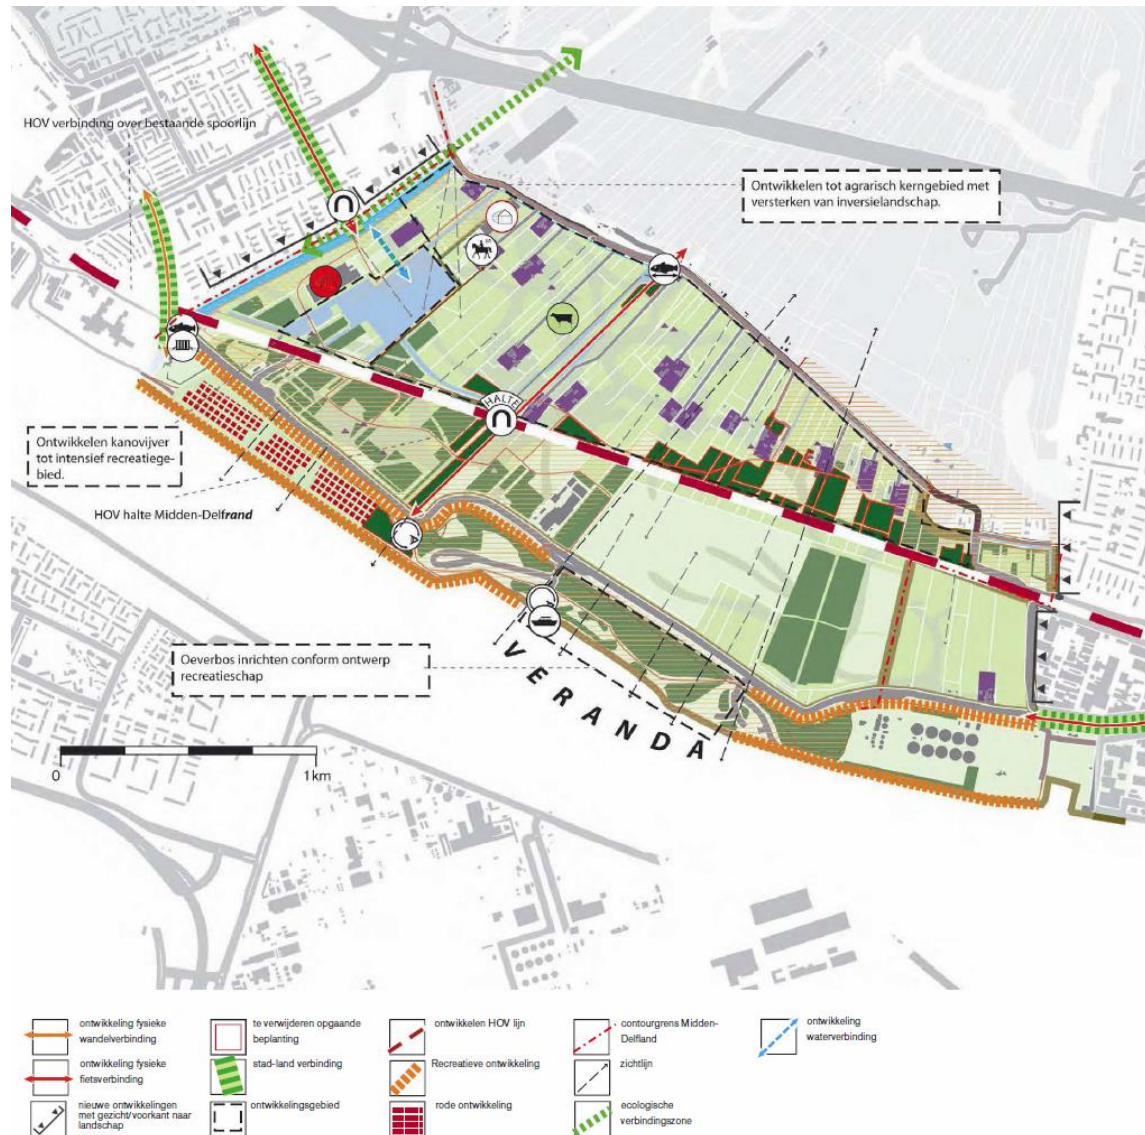 HOV verbinding over bestaande spoorlijn
Ontwikkelen tot agrarisch kerngebied met
versterken van inversielandschap.
HALTE
Ontwikkelen kanovijver
tot intensief recreatiege-
bied.
HOV halte Midden-Delfrand
Oeverbos inrichten conform ontwerp
recreatieschap
VERANDA
0
1km
ontwikkeling fysieke
wandelverbinding
ontwikkeling fysieke
fietsverbinding
nieuwe ontwikkelingen
met gezicht/voorkant naar
landschap
te verwijderen opgaande
beplanting
stad-land verbinding
ontwikkelingsgebied
ontwikkelen HOV lijn
Recreatieve ontwikkeling
rode ontwikkeling
contourgrens Midden-
Delfland
zichtlijn
ecologische
verbindingszone
ontwikkeling
waterverbinding